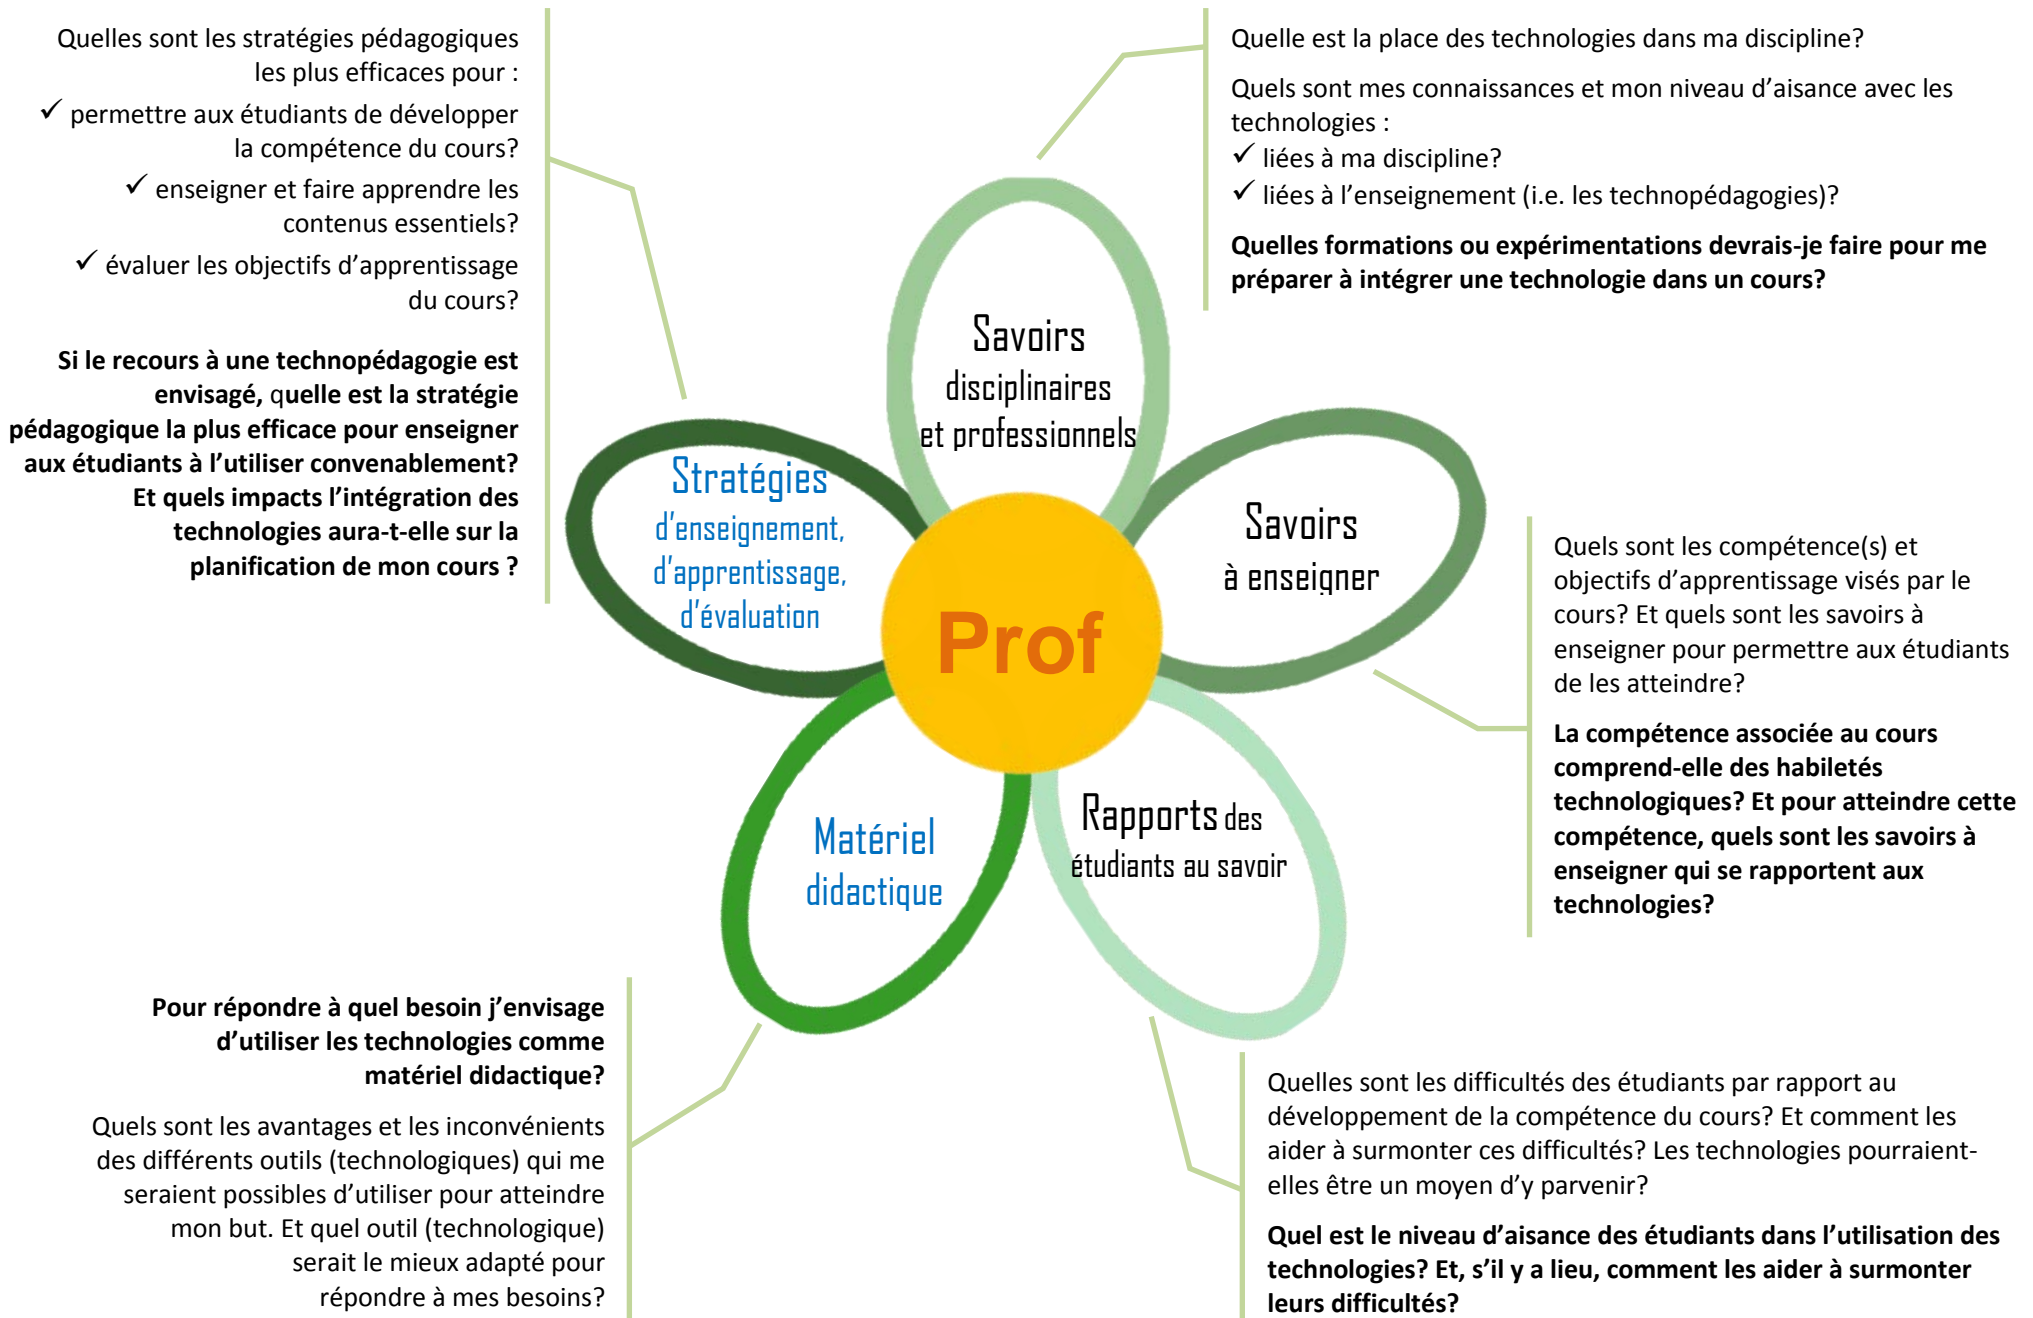 Quelles sont les stratégies pédagogiques
les plus efficaces pour :
✓ permettre aux étudiants de développer
la compétence du cours?
✓ enseigner et faire apprendre les
contenus essentiels?
✓ évaluer les objectifs d'apprentissage
du cours?
Si le recours à une technopédagogie est
envisagé, quelle est la stratégie
pédagogique la plus efficace pour enseigner
aux étudiants à l'utiliser convenablement?
Et quels impacts l'intégration des
technologies aura-t-elle sur la
planification de mon cours ?
Quelle est la place des technologies dans ma discipline?
Quels sont mes connaissances et mon niveau d'aisance avec les
technologies :
✓ liées à ma discipline?
✓ liées à l'enseignement (i.e. les technopédagogies)?
Quelles formations ou expérimentations devrais-je faire pour me
préparer à intégrer une technologie dans un cours?
Savoirs
disciplinaires
et professionnels
Stratégies
d'enseignement,
d'apprentissage,
d'évaluation
Savoirs
à enseigner
Prof
Matériel
didactique
Rapports des
étudiants au savoir
Quels sont les compétence(s) et
objectifs d'apprentissage visés par le
cours? Et quels sont les savoirs à
enseigner pour permettre aux étudiants
de les atteindre?
La compétence associée au cours
comprend-elle des habiletés
technologiques? Et pour atteindre cette
compétence, quels sont les savoirs à
enseigner qui se rapportent aux
technologies?
Pour répondre à quel besoin j'envisage
d'utiliser les technologies comme
matériel didactique?
Quels sont les avantages et les inconvénients
des différents outils (technologiques) qui me
seraient possibles d'utiliser pour atteindre
mon but. Et quel outil (technologique)
serait le mieux adapté pour
répondre à mes besoins?
Quelles sont les difficultés des étudiants par rapport au
développement de la compétence du cours? Et comment les
aider à surmonter ces difficultés? Les technologies pourraient-
elles être un moyen d'y parvenir?
Quel est le niveau d'aisance des étudiants dans l'utilisation des
technologies? Et, s'il y a lieu, comment les aider à surmonter
leurs difficultés?